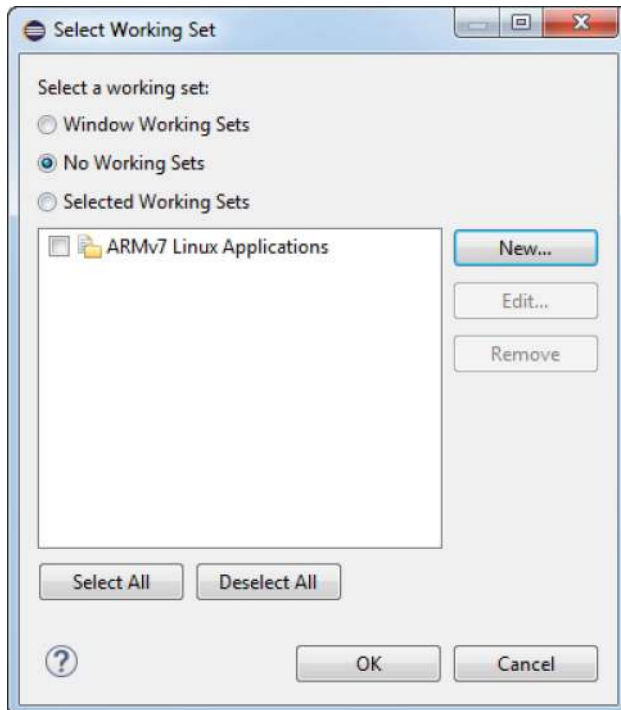 Select Working Set
Select a working set:
Window Working Sets
No Working Sets
Selected Working Sets
ARMv7 Linux Applications
New...
Edit...
Remove
Select All Deselect All
? OK Cancel